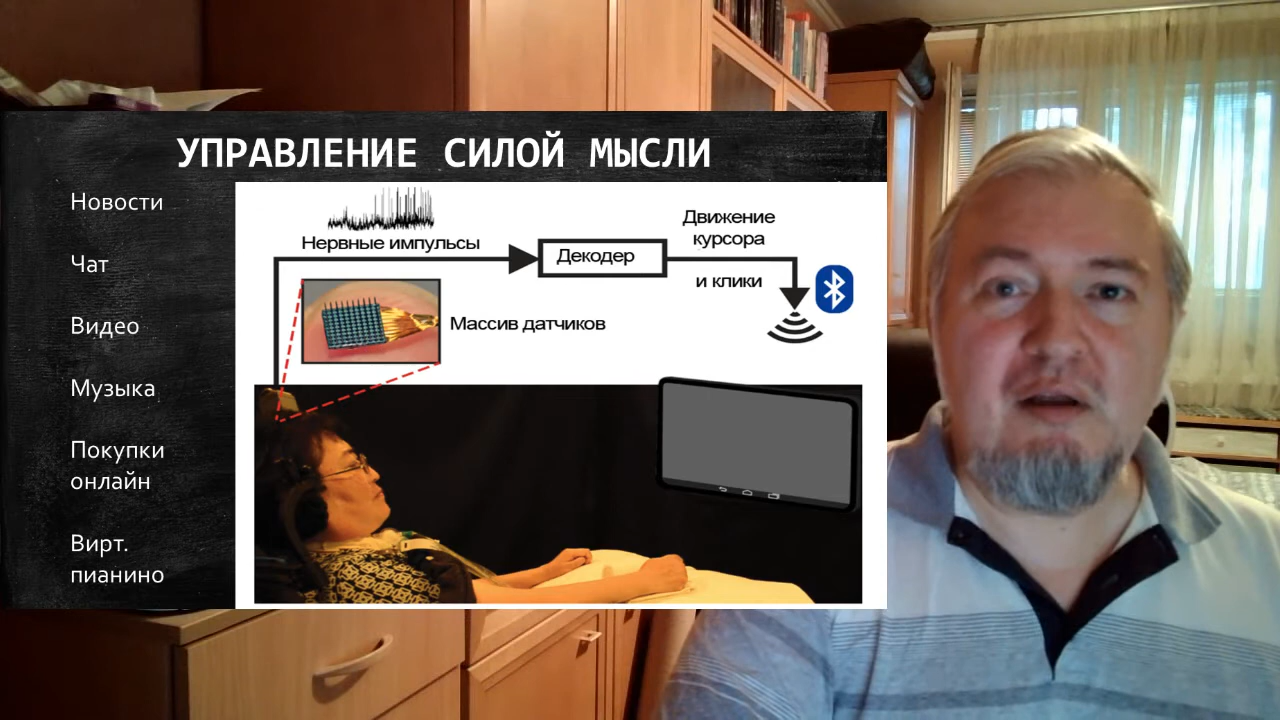 УПРАВЛЕНИЕ СИЛОЙ МЫСЛИ
Новости
Чат
Видео
Музыка
Покупки
онлайн
Вирт.
пианино
Нервные импульсы
Декодер
Движение
курсора
и клики
Массив датчиков